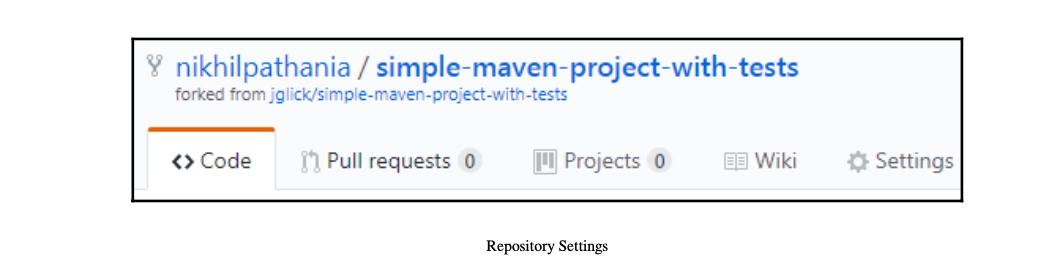 nikhilpathania / simple-maven-project-with-tests
forked from jglick/simple-maven-project-with-tests
Code Pull requests 0 Projects 0 Wiki Settings
Repository Settings